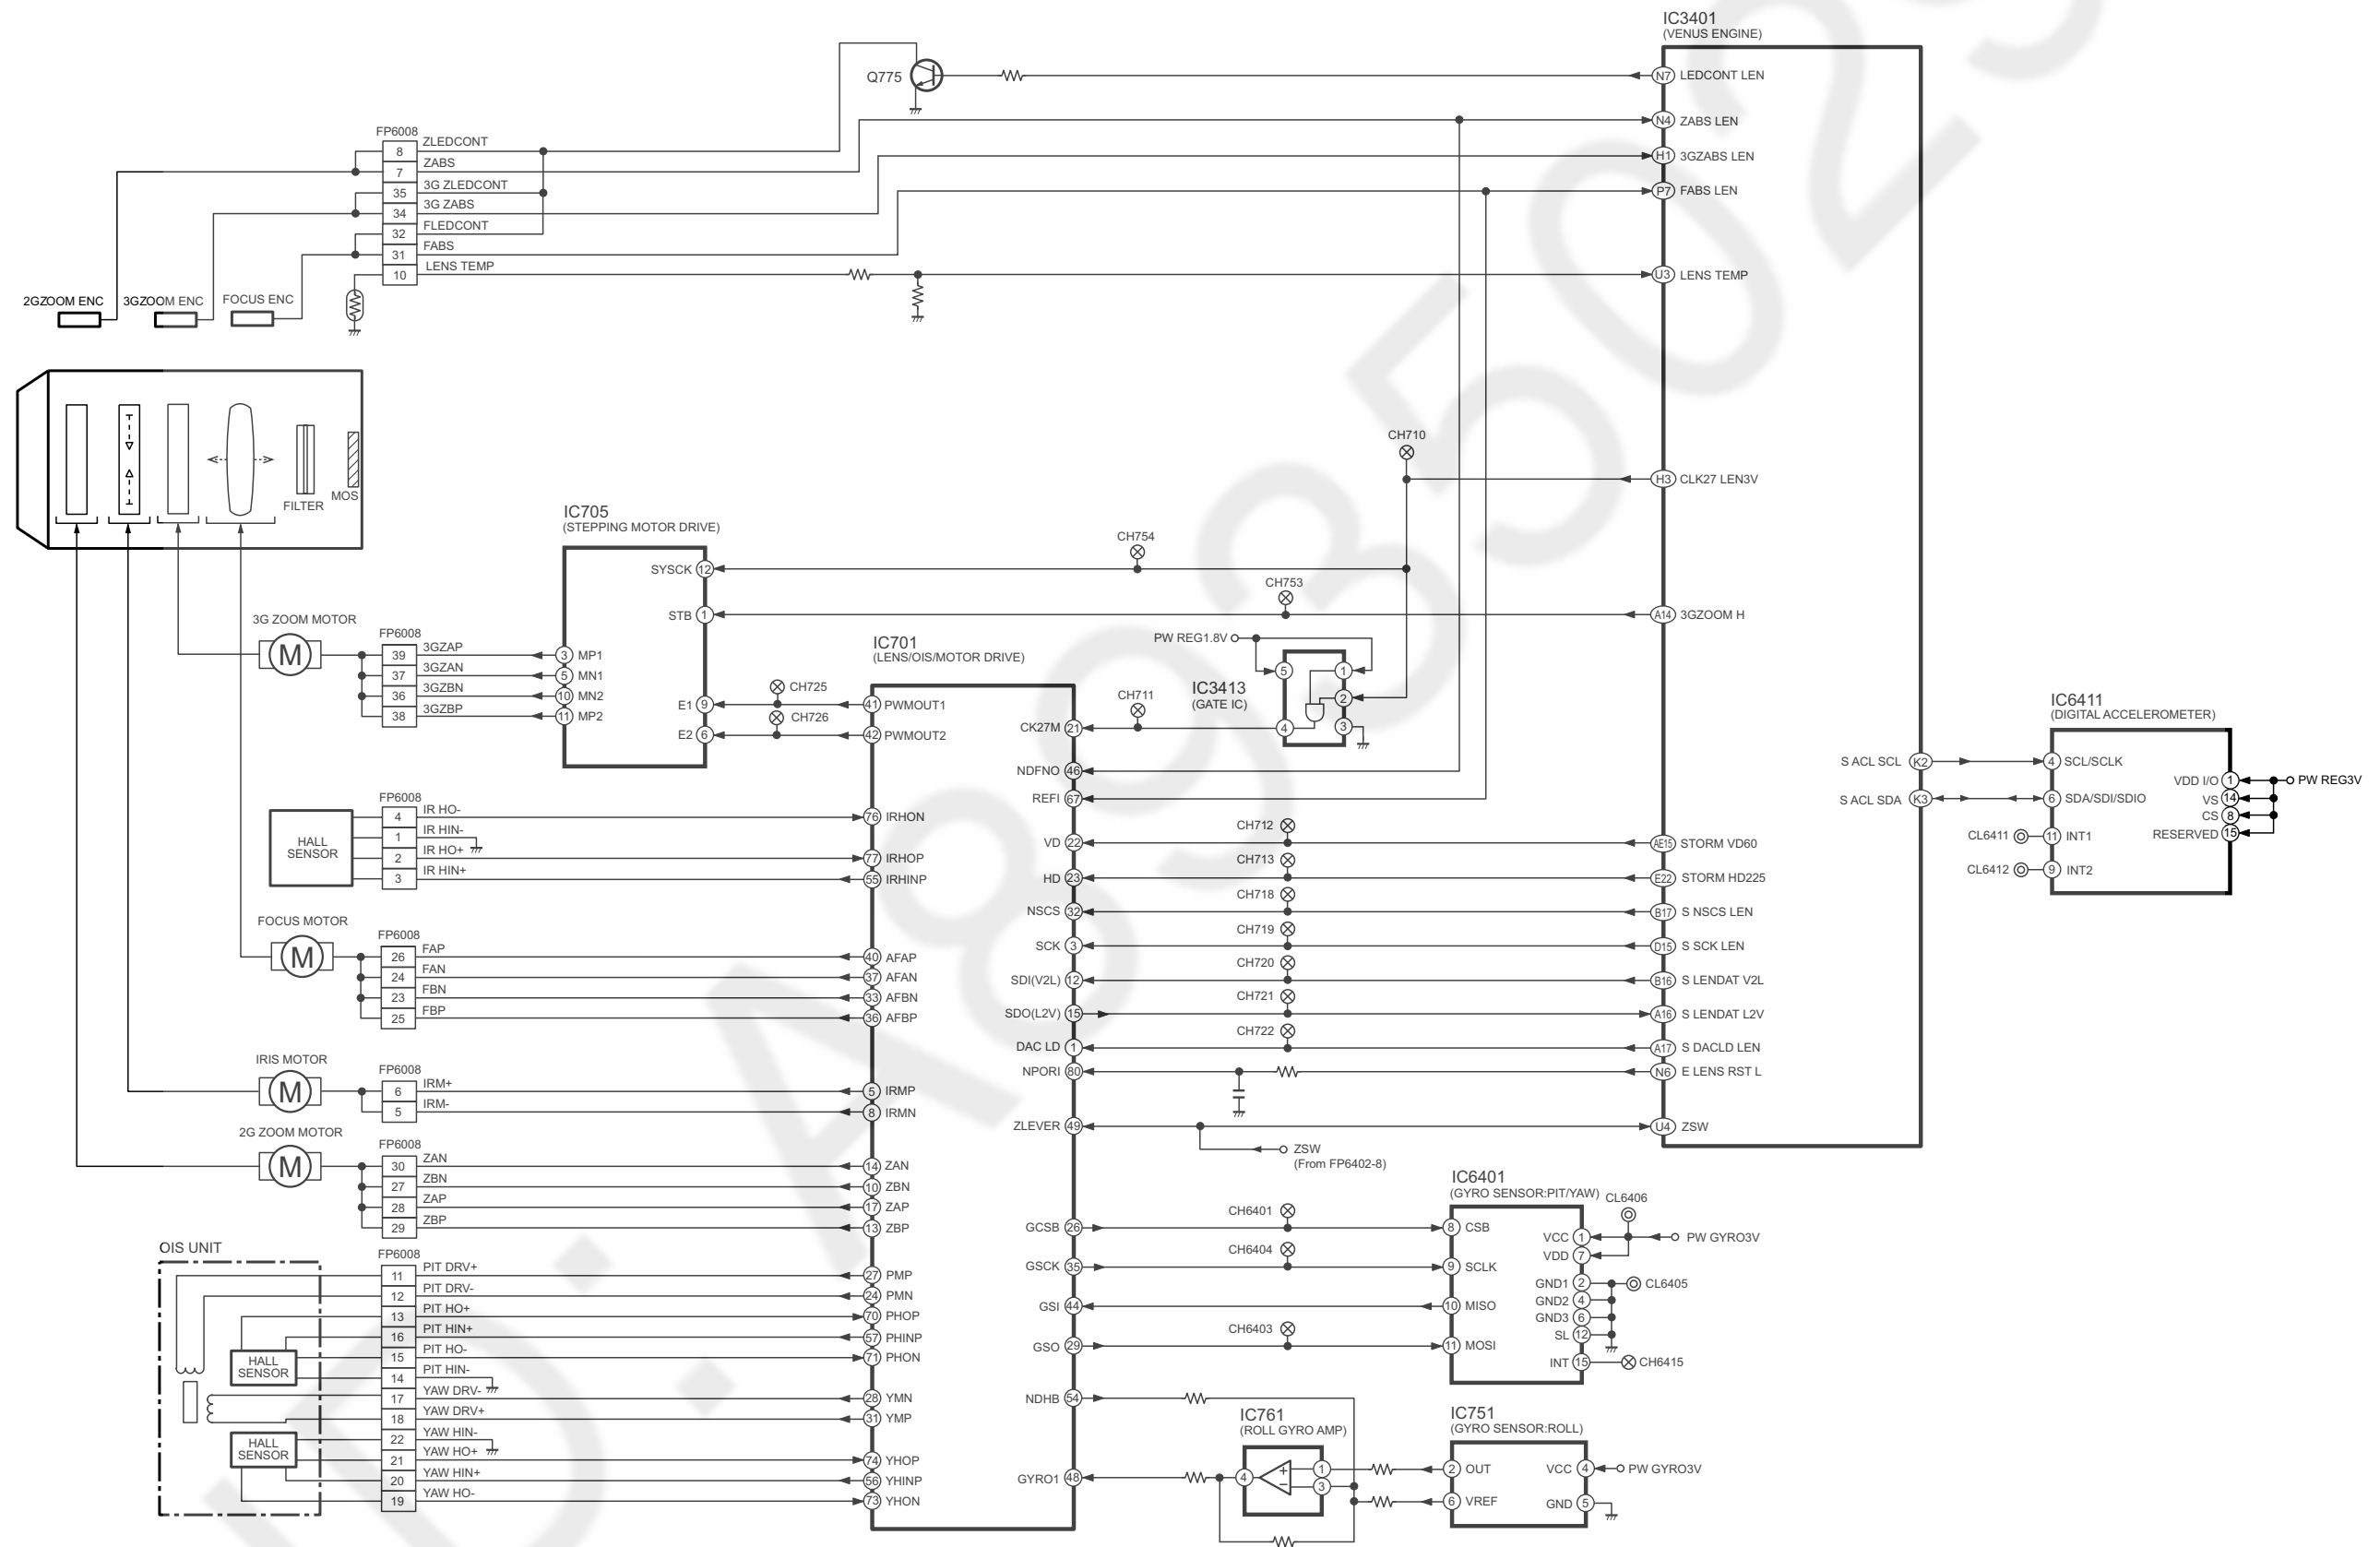 IC3401
(VENUS ENGINE)
Q775
N7 LEDCONT LEN
N4 ZABS LEN
H1 3GZABS LEN
P7 FABS LEN
U3 LENS TEMP
FP6008
8 ZLEDCONT
7 ZABS
35 3G ZLEDCONT
34 3G ZABS
32 FLEDCONT
31 FABS
10 LENS TEMP
2GZOOM ENC
3GZOOM ENC
FOCUS ENC
FILTER
MOS
CH710
H3 CLK27 LEN3V
IC705
(STEPPING MOTOR DRIVE)
SYSCK 12
STB 1
3 MP1
5 MN1
10 MN2
11 MP2
E1 9
E2 6
CH754
CH753
A14 3GZOOM H
3G ZOOM MOTOR
M
FP6008
39 3GZAP
37 3GZAN
36 3GZBN
38 3GZBP
CH725
CH726
IC701
(LENS/OIS/MOTOR DRIVE)
41 PWMOUT1
42 PWMOUT2
PW REG1.8V
IC3413
(GATE IC)
5
1
2
4
3
CH711
CK27M 21
NDFNO 46
REFI 67
IC6411
(DIGITAL ACCELEROMETER)
S ACL SCL K2
S ACL SDA K3
4 SCL/SCLK
6 SDA/SDI/SDIO
CL6411 11 INT1
CL6412 9 INT2
VDD I/O 1
VS 14
CS 8
RESERVED 15
PW REG3V
HALL
SENSOR
FP6008
4 IR HO-
1 IR HIN-
2 IR HO+
3 IR HIN+
76 IRHON
77 IRHOP
55 IRHINP
VD 22 CH712 AE15 STORM VD60
HD 23 CH713 E22 STORM HD225
NSCS 32 CH718 B17 S NSCS LEN
SCK 3 CH719 D15 S SCK LEN
SDI(V2L) 12 CH720 B16 S LENDAT V2L
SDO(L2V) 15 CH721 A16 S LENDAT L2V
DAC LD 1 CH722 A17 S DACLD LEN
NPORI 80 N6 E LENS RST L
ZLEVER 49 U4 ZSW
ZSW
(From FP6402-8)
FOCUS MOTOR
M
FP6008
26 FAP
24 FAN
23 FBN
25 FBP
40 AFAP
37 AFAN
33 AFBN
36 AFBP
IRIS MOTOR
M
FP6008
6 IRM+
5 IRM-
5 IRMP
8 IRMN
2G ZOOM MOTOR
M
FP6008
30 ZAN
27 ZBN
28 ZAP
29 ZBP
14 ZAN
10 ZBN
17 ZAP
13 ZBP
OIS UNIT
HALL
SENSOR
HALL
SENSOR
FP6008
11 PIT DRV+
12 PIT DRV-
13 PIT HO+
16 PIT HIN+
15 PIT HO-
14 PIT HIN-
17 YAW DRV-
18 YAW DRV+
22 YAW HIN-
21 YAW HO+
20 YAW HIN+
19 YAW HO-
27 PMP
24 PMN
70 PHOP
57 PHINP
71 PHON
28 YMN
31 YMP
74 YHOP
56 YHINP
73 YHON
GCSB 26 CH6401
GSCK 35 CH6404
GSI 44
GSO 29 CH6403
NDHB 54
GYRO1 48
IC6401
(GYRO SENSOR:PIT/YAW)
8 CSB
9 SCLK
10 MISO
11 MOSI
CL6406
VCC 1
VDD 7
PW GYRO3V
GND1 2 CL6405
GND2 4
GND3 6
SL 12
INT 15 CH6415
IC761
(ROLL GYRO AMP)
4
1
3
+
−
IC751
(GYRO SENSOR:ROLL)
2 OUT
6 VREF
VCC 4 PW GYRO3V
GND 5
ID: A8935029